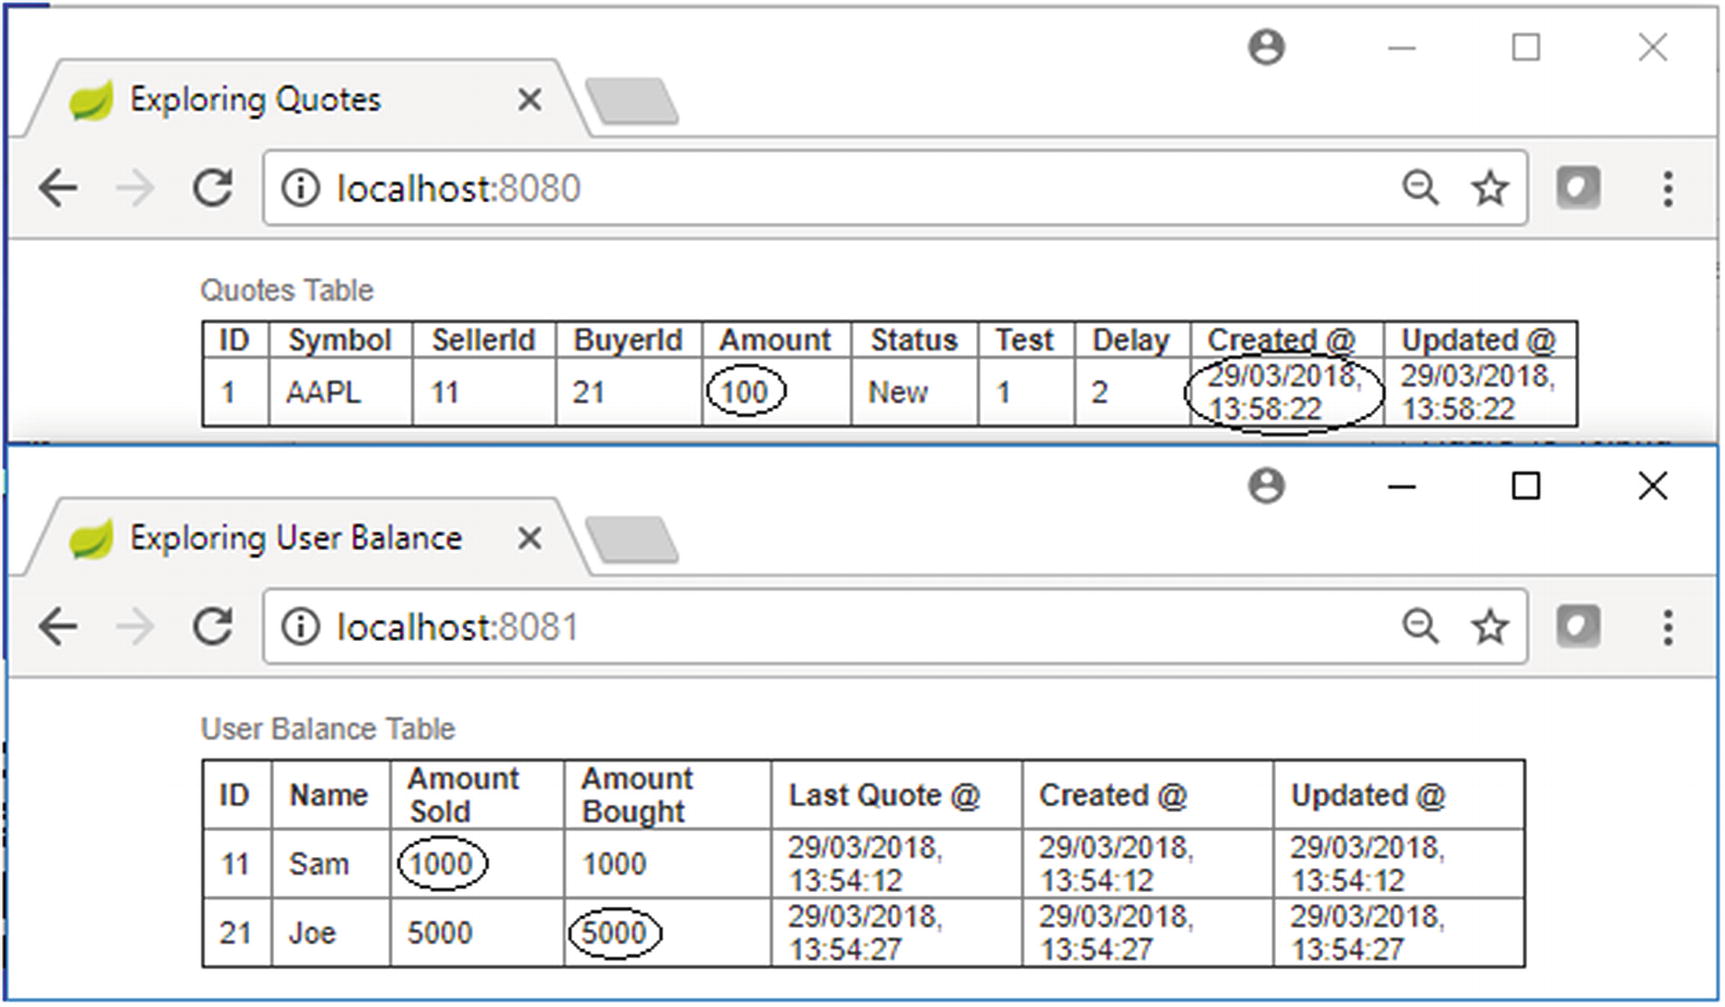 Exploring Quotes
localhost:8080
Quotes Table
ID Symbol SellerId BuyerId Amount Status Test Delay Created @ Updated @
1 AAPL 11 21 100 New 1 2 29/03/2018, 13:58:22 29/03/2018, 13:58:22
Exploring User Balance
localhost:8081
User Balance Table
ID Name Amount Sold Amount Bought Last Quote @ Created @ Updated @
11 Sam 1000 1000 29/03/2018, 13:54:12 29/03/2018, 13:54:12 29/03/2018, 13:54:12
21 Joe 5000 5000 29/03/2018, 13:54:27 29/03/2018, 13:54:27 29/03/2018, 13:54:27